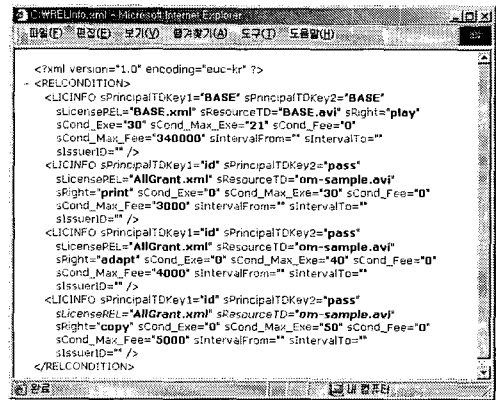 C:\WRELInfo.xml - Microsoft Internet Explorer
파일(F) 편집(E) 보기(V) 즐겨찾기(A) 도구(T) 도움말(H)
<?xml version="1.0" encoding="euc-kr" ?>
- <RELCONDITION>
<LICINFO sPrincipalTDKey1="BASE" sPrincipalTDKey2="BASE"
sLicenseREL="BASE.xml" sResourceTD="BASE.avi" sRight="play"
sCond_Exe="30" sCond_Max_Exe="21" sCond_Fee="0"
sCond_Max_Fee="340000" sIntervalFrom="" sIntervalTo=""
sIssuerID="" />
<LICINFO sPrincipalTDKey1="id" sPrincipalTDKey2="pass"
sLicenseREL="AllGrant.xml" sResourceTD="om-sample.avi"
sRight="print" sCond_Exe="0" sCond_Max_Exe="30" sCond_Fee="0"
sCond_Max_Fee="3000" sIntervalFrom="" sIntervalTo=""
sIssuerID="" />
<LICINFO sPrincipalTDKey1="id" sPrincipalTDKey2="pass"
sLicenseREL="AllGrant.xml" sResourceTD="om-sample.avi"
sRight="adapt" sCond_Exe="0" sCond_Max_Exe="40" sCond_Fee="0"
sCond_Max_Fee="4000" sIntervalFrom="" sIntervalTo=""
sIssuerID="" />
<LICINFO sPrincipalTDKey1="id" sPrincipalTDKey2="pass"
sLicenseREL="AllGrant.xml" sResourceTD="om-sample.avi"
sRight="copy" sCond_Exe="0" sCond_Max_Exe="50" sCond_Fee="0"
sCond_Max_Fee="5000" sIntervalFrom="" sIntervalTo=""
sIssuerID="" />
</RELCONDITION>
완료 내 컴퓨터